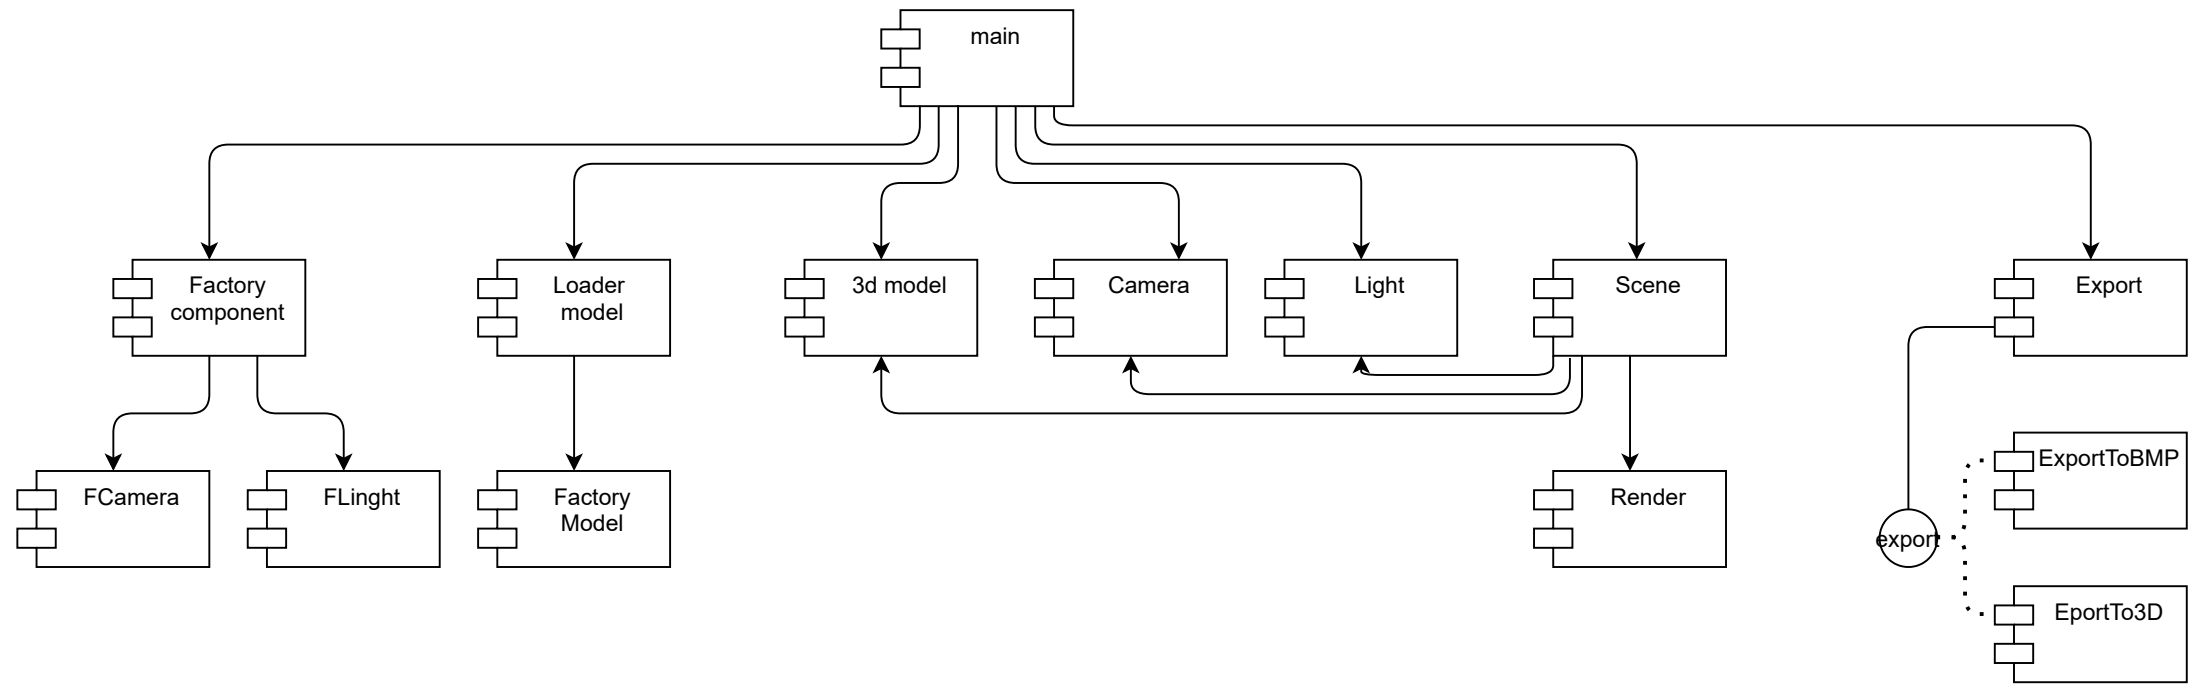 main
Factory
component
Loader
model
3d model
Camera
Light
Scene
Export
FCamera
FLinght
Factory
Model
Render
ExportToBMP
export
EportTo3D